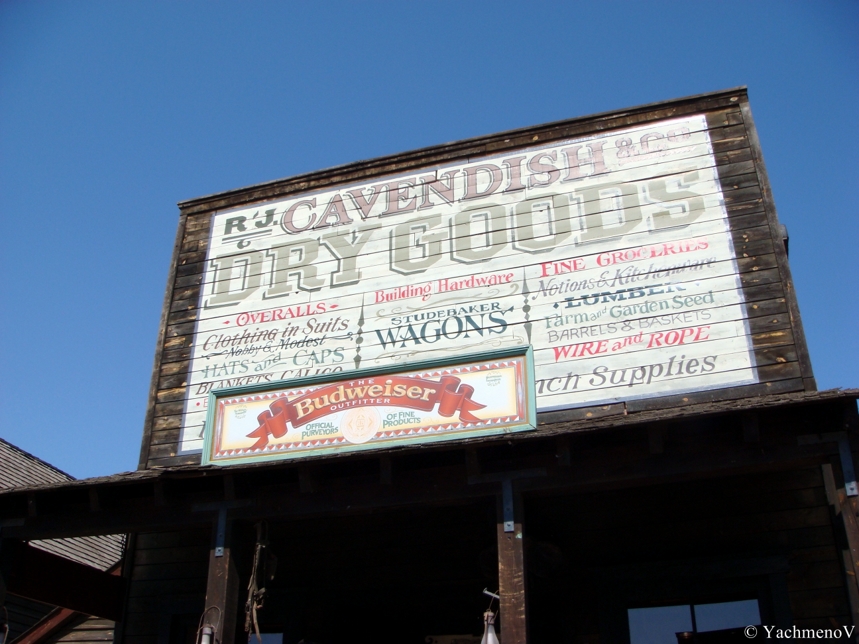 R.J. CAVENDISH & CO.
DRY GOODS
OVERALLS
Clothing in Suits
Nobby & Modest
HATS and CAPS
BLANKETS CALICO
Building Hardware
STUDEBAKER
WAGONS
FINE GROCERIES
Notions & Kitchenware
LUMBER
Farm and Garden Seed
BARRELS & BASKETS
WIRE and ROPE
nch Supplies
THE
Budweiser
OUTFITTER
OFFICIAL
PURVEYORS
OF FINE
PRODUCTS
© YachmenoV